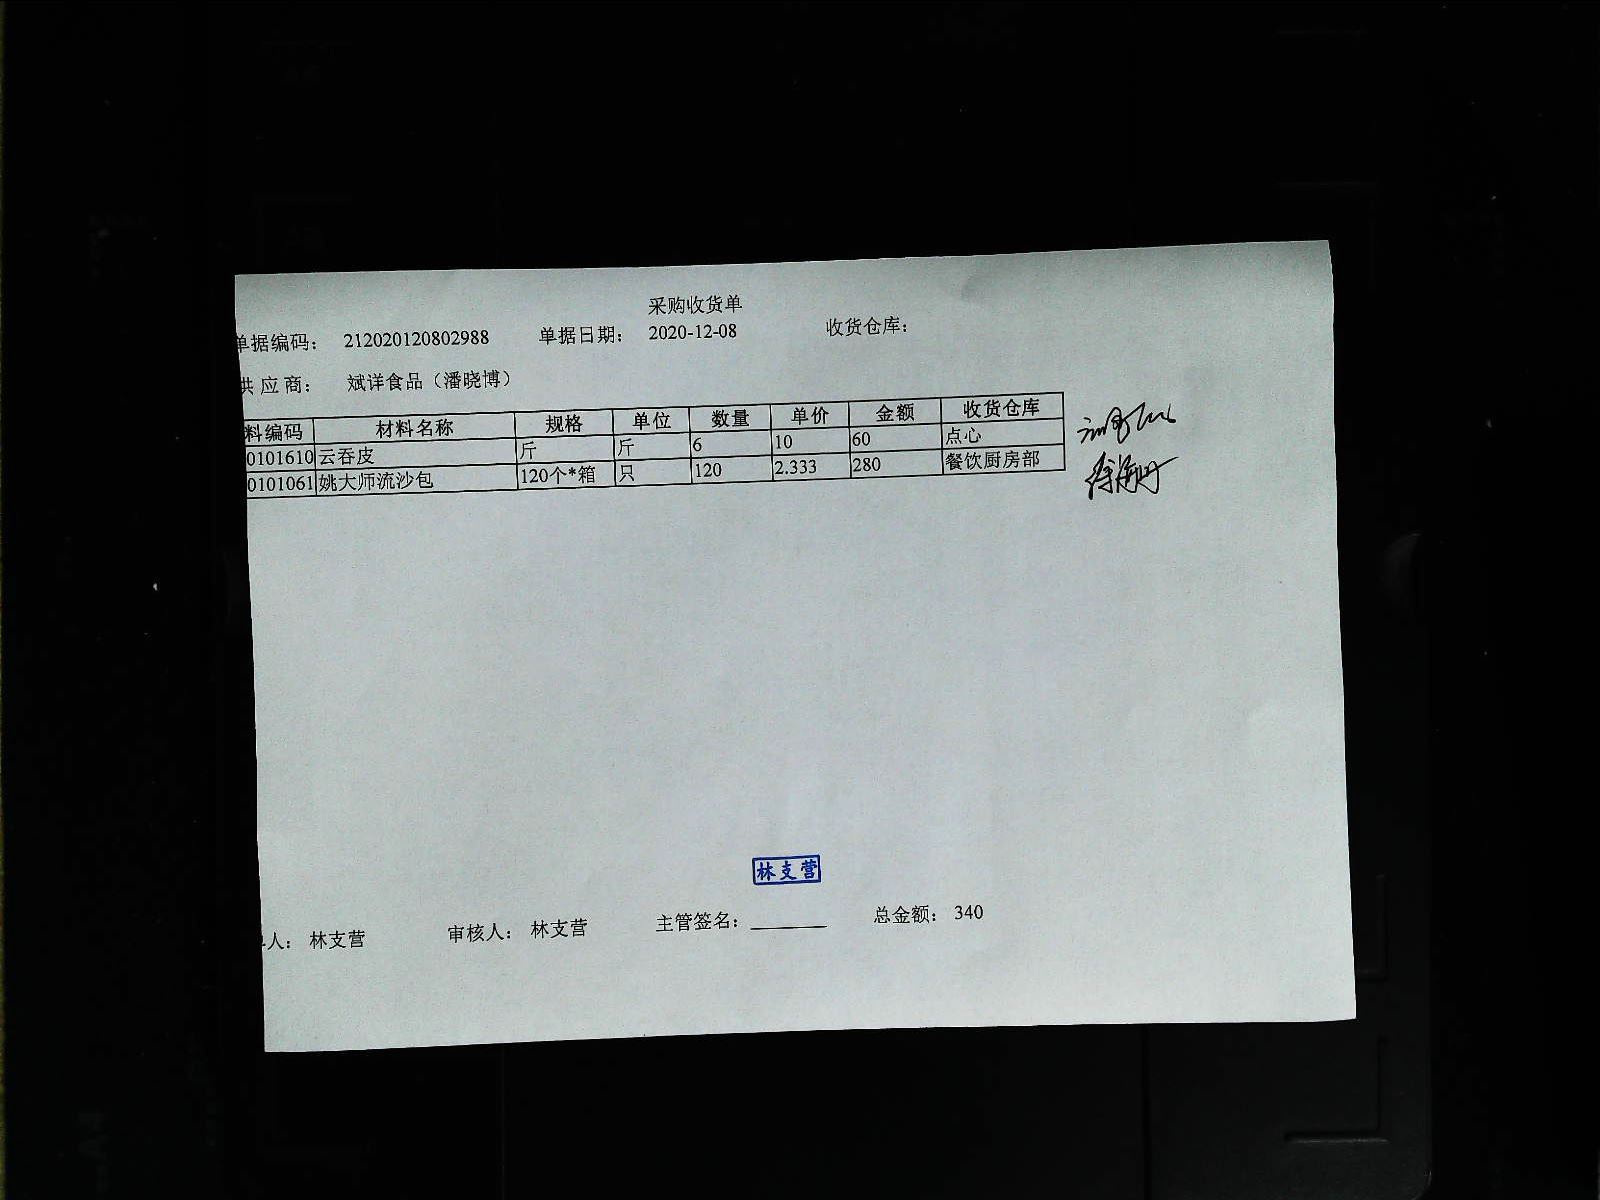 采购收货单
单据编码： 212020120802988 单据日期： 2020-12-08 收货仓库：
供应商： 斌洋食品（潘晓博）
料编码 材料名称 规格 单位 数量 单价 金额 收货仓库
0101610 云吞皮 斤 斤 6 10 60 点心
0101061 姚大师流沙包 120个*箱 只 120 2.333 280 餐饮厨房部
林支营
人： 林支营 审核人： 林支营 主管签名： 总金额： 340